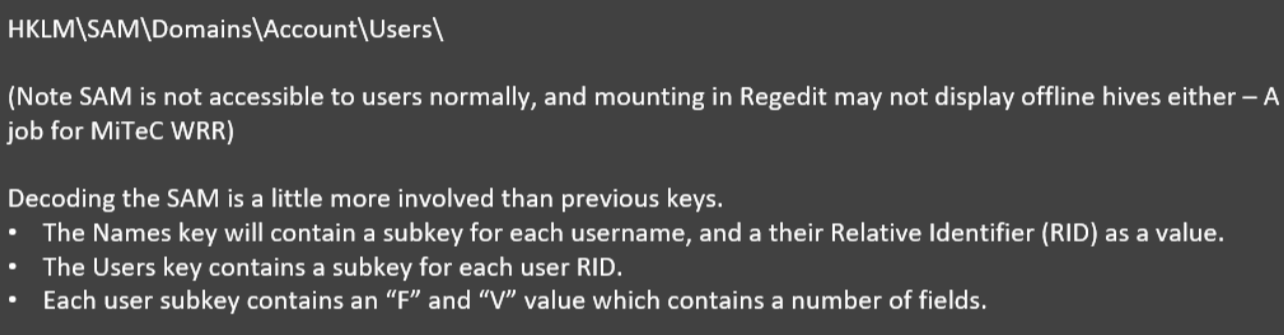 HKLM\SAM\Domains\Account\Users\
(Note SAM is not accessible to users normally, and mounting in Regedit may not display offline hives either – A
job for MiTeC WRR)
Decoding the SAM is a little more involved than previous keys.
• The Names key will contain a subkey for each username, and a their Relative Identifier (RID) as a value.
• The Users key contains a subkey for each user RID.
• Each user subkey contains an “F” and “V” value which contains a number of fields.